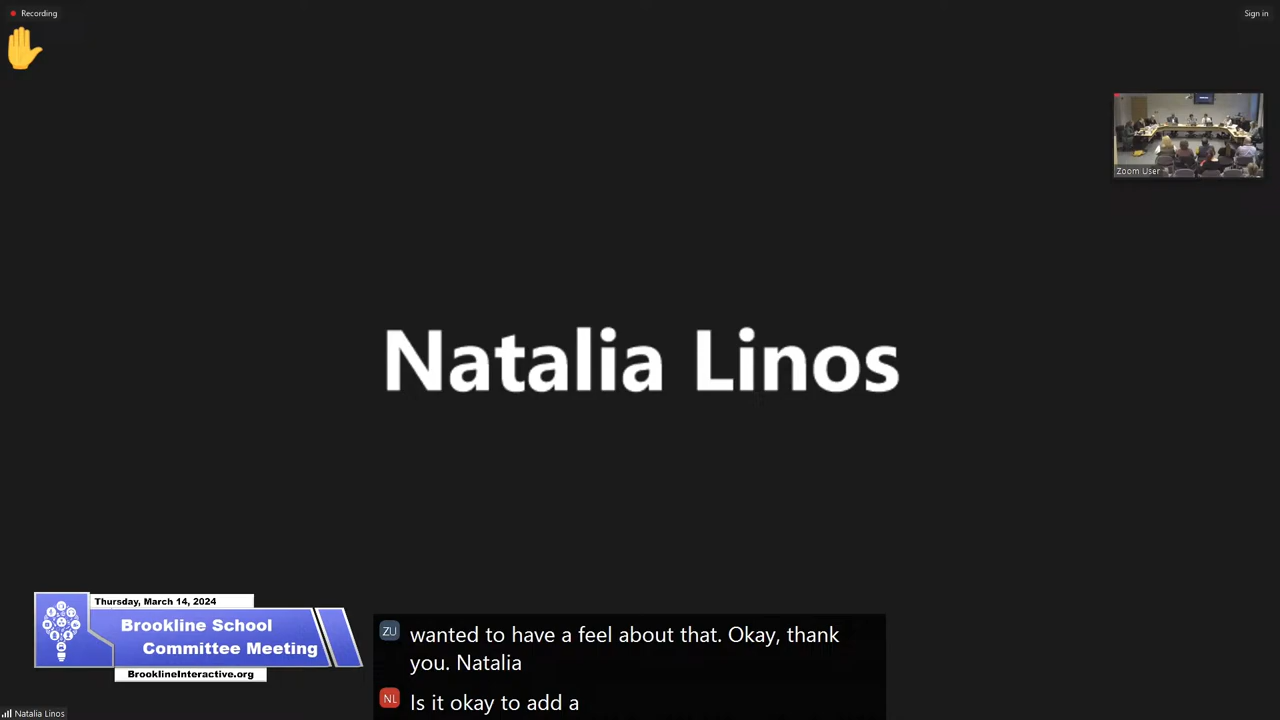 Recording
Sign in
Zoom User
Natalia Linos
Thursday, March 14, 2024
Brookline School
Committee Meeting
BrooklineInteractive.org
ZU
wanted to have a feel about that. Okay, thank
you. Natalia
NL
Is it okay to add a
Natalia Linos